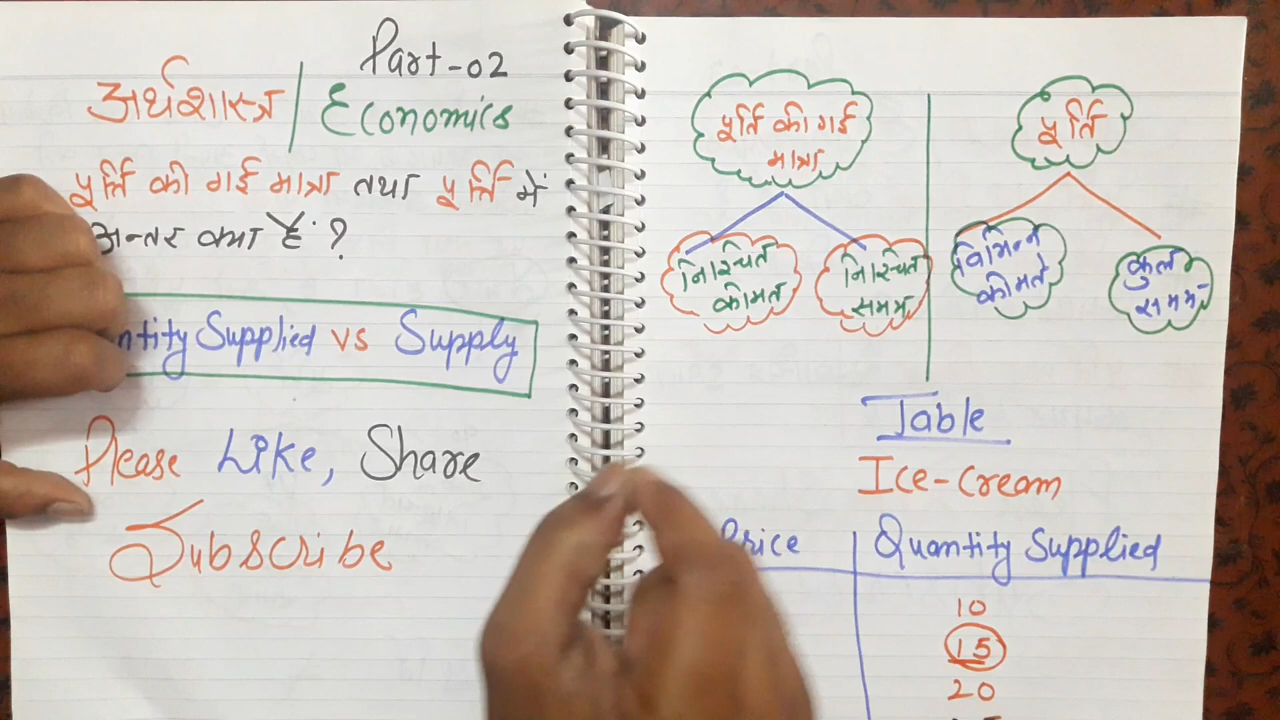 Part-02
अर्थशास्त्र / Economics
पूर्ति की गई मात्रा तथा पूर्ति में
अन्तर क्या है ?
Supplied vs Supply
Please Like, Share
Subscribe
पूर्ति की गई
मात्रा
निश्चित
कीमत
निश्चित
समय
पूर्ति
विभिन्न
कीमतें
कुल
समय
Table
Ice-Cream
Price Quantity Supplied
10
15
20